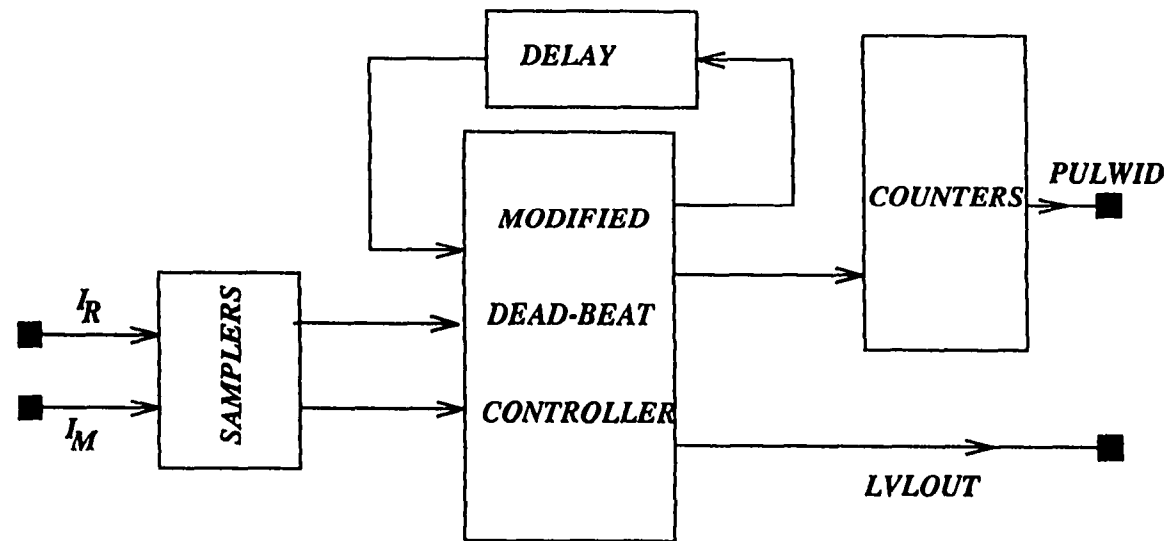 DELAY
PULWID
COUNTERS
MODIFIED
DEAD-BEAT
CONTROLLER
I_R
SAMPLERS
I_M
LVLOUT